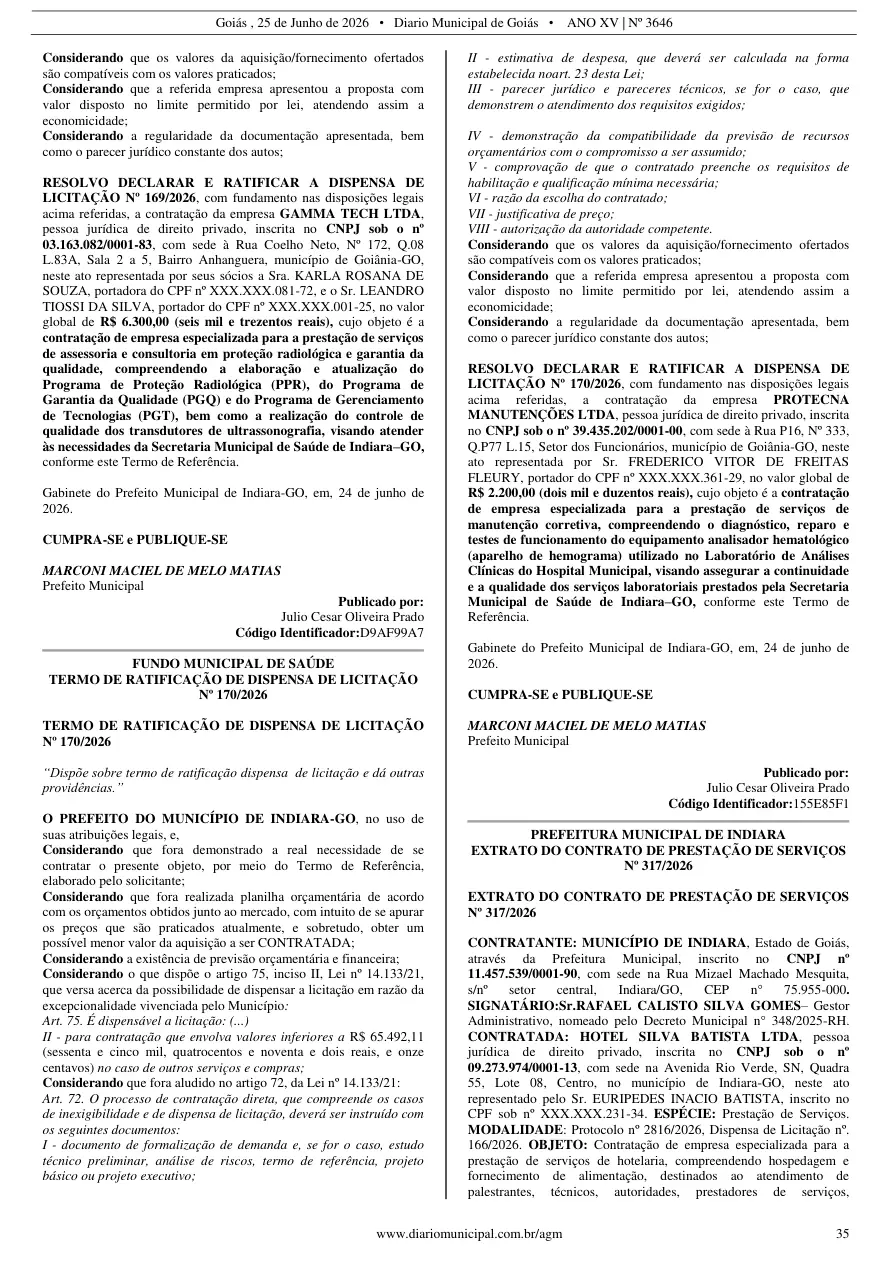 Goiás , 25 de Junho de 2026 • Diario Municipal de Goiás • ANO XV | Nº 3646
Considerando que os valores da aquisição/fornecimento ofertados
são compatíveis com os valores praticados;
Considerando que a referida empresa apresentou a proposta com
valor disposto no limite permitido por lei, atendendo assim a
economicidade;
Considerando a regularidade da documentação apresentada, bem
como o parecer jurídico constante dos autos;
RESOLVO DECLARAR E RATIFICAR A DISPENSA DE
LICITAÇÃO Nº 169/2026, com fundamento nas disposições legais
acima referidas, a contratação da empresa GAMMA TECH LTDA,
pessoa jurídica de direito privado, inscrita no CNPJ sob o nº
03.163.082/0001-83, com sede à Rua Coelho Neto, Nº 172, Q.08
L.83A, Sala 2 a 5, Bairro Anhanguera, município de Goiânia-GO,
neste ato representada por seus sócios a Sra. KARLA ROSANA DE
SOUZA, portadora do CPF nº XXX.XXX.081-72, e o Sr. LEANDRO
TIOSSI DA SILVA, portador do CPF nº XXX.XXX.001-25, no valor
global de R$ 6.300,00 (seis mil e trezentos reais), cujo objeto é a
contratação de empresa especializada para a prestação de serviços
de assessoria e consultoria em proteção radiológica e garantia da
qualidade, compreendendo a elaboração e atualização do
Programa de Proteção Radiológica (PPR), do Programa de
Garantia da Qualidade (PGQ) e do Programa de Gerenciamento
de Tecnologias (PGT), bem como a realização do controle de
qualidade dos transdutores de ultrassonografia, visando atender
às necessidades da Secretaria Municipal de Saúde de Indiara–GO,
conforme este Termo de Referência.
Gabinete do Prefeito Municipal de Indiara-GO, em, 24 de junho de
2026.
CUMPRA-SE e PUBLIQUE-SE
MARCONI MACIEL DE MELO MATIAS
Prefeito Municipal
Publicado por:
Julio Cesar Oliveira Prado
Código Identificador:D9AF99A7
FUNDO MUNICIPAL DE SAÚDE
TERMO DE RATIFICAÇÃO DE DISPENSA DE LICITAÇÃO
Nº 170/2026
TERMO DE RATIFICAÇÃO DE DISPENSA DE LICITAÇÃO
Nº 170/2026
“Dispõe sobre termo de ratificação dispensa de licitação e dá outras
providências.”
O PREFEITO DO MUNICÍPIO DE INDIARA-GO, no uso de
suas atribuições legais, e,
Considerando que fora demonstrado a real necessidade de se
contratar o presente objeto, por meio do Termo de Referência,
elaborado pelo solicitante;
Considerando que fora realizada planilha orçamentária de acordo
com os orçamentos obtidos junto ao mercado, com intuito de se apurar
os preços que são praticados atualmente, e sobretudo, obter um
possível menor valor da aquisição a ser CONTRATADA;
Considerando a existência de previsão orçamentária e financeira;
Considerando o que dispõe o artigo 75, inciso II, Lei nº 14.133/21,
que versa acerca da possibilidade de dispensar a licitação em razão da
excepcionalidade vivenciada pelo Município:
Art. 75. É dispensável a licitação: (...)
II - para contratação que envolva valores inferiores a R$ 65.492,11
(sessenta e cinco mil, quatrocentos e noventa e dois reais, e onze
centavos) no caso de outros serviços e compras;
Considerando que fora aludido no artigo 72, da Lei nº 14.133/21:
Art. 72. O processo de contratação direta, que compreende os casos
de inexigibilidade e de dispensa de licitação, deverá ser instruído com
os seguintes documentos:
I - documento de formalização de demanda e, se for o caso, estudo
técnico preliminar, análise de riscos, termo de referência, projeto
básico ou projeto executivo;
II - estimativa de despesa, que deverá ser calculada na forma
estabelecida noart. 23 desta Lei;
III - parecer jurídico e pareceres técnicos, se for o caso, que
demonstrem o atendimento dos requisitos exigidos;
IV - demonstração da compatibilidade da previsão de recursos
orçamentários com o compromisso a ser assumido;
V - comprovação de que o contratado preenche os requisitos de
habilitação e qualificação mínima necessária;
VI - razão da escolha do contratado;
VII - justificativa de preço;
VIII - autorização da autoridade competente.
Considerando que os valores da aquisição/fornecimento ofertados
são compatíveis com os valores praticados;
Considerando que a referida empresa apresentou a proposta com
valor disposto no limite permitido por lei, atendendo assim a
economicidade;
Considerando a regularidade da documentação apresentada, bem
como o parecer jurídico constante dos autos;
RESOLVO DECLARAR E RATIFICAR A DISPENSA DE
LICITAÇÃO Nº 170/2026, com fundamento nas disposições legais
acima referidas, a contratação da empresa PROTECNA
MANUTENÇÕES LTDA, pessoa jurídica de direito privado, inscrita
no CNPJ sob o nº 39.435.202/0001-00, com sede à Rua P16, Nº 333,
Q.P77 L.15, Setor dos Funcionários, município de Goiânia-GO, neste
ato representada por Sr. FREDERICO VITOR DE FREITAS
FLEURY, portador do CPF nº XXX.XXX.361-29, no valor global de
R$ 2.200,00 (dois mil e duzentos reais), cujo objeto é a contratação
de empresa especializada para a prestação de serviços de
manutenção corretiva, compreendendo o diagnóstico, reparo e
testes de funcionamento do equipamento analisador hematológico
(aparelho de hemograma) utilizado no Laboratório de Análises
Clínicas do Hospital Municipal, visando assegurar a continuidade
e a qualidade dos serviços laboratoriais prestados pela Secretaria
Municipal de Saúde de Indiara–GO, conforme este Termo de
Referência.
Gabinete do Prefeito Municipal de Indiara-GO, em, 24 de junho de
2026.
CUMPRA-SE e PUBLIQUE-SE
MARCONI MACIEL DE MELO MATIAS
Prefeito Municipal
Publicado por:
Julio Cesar Oliveira Prado
Código Identificador:155E85F1
PREFEITURA MUNICIPAL DE INDIARA
EXTRATO DO CONTRATO DE PRESTAÇÃO DE SERVIÇOS
Nº 317/2026
EXTRATO DO CONTRATO DE PRESTAÇÃO DE SERVIÇOS
Nº 317/2026
CONTRATANTE: MUNICÍPIO DE INDIARA, Estado de Goiás,
através da Prefeitura Municipal, inscrito no CNPJ nº
11.457.539/0001-90, com sede na Rua Mizael Machado Mesquita,
s/nº setor central, Indiara/GO, CEP n° 75.955-000.
SIGNATÁRIO:Sr.RAFAEL CALISTO SILVA GOMES– Gestor
Administrativo, nomeado pelo Decreto Municipal n° 348/2025-RH.
CONTRATADA: HOTEL SILVA BATISTA LTDA, pessoa
jurídica de direito privado, inscrita no CNPJ sob o nº
09.273.974/0001-13, com sede na Avenida Rio Verde, SN, Quadra
55, Lote 08, Centro, no município de Indiara-GO, neste ato
representado pelo Sr. EURIPEDES INACIO BATISTA, inscrito no
CPF sob nº XXX.XXX.231-34. ESPÉCIE: Prestação de Serviços.
MODALIDADE: Protocolo nº 2816/2026, Dispensa de Licitação nº.
166/2026. OBJETO: Contratação de empresa especializada para a
prestação de serviços de hotelaria, compreendendo hospedagem e
fornecimento de alimentação, destinados ao atendimento de
palestrantes, técnicos, autoridades, prestadores de serviços,
www.diariomunicipal.com.br/agm
35